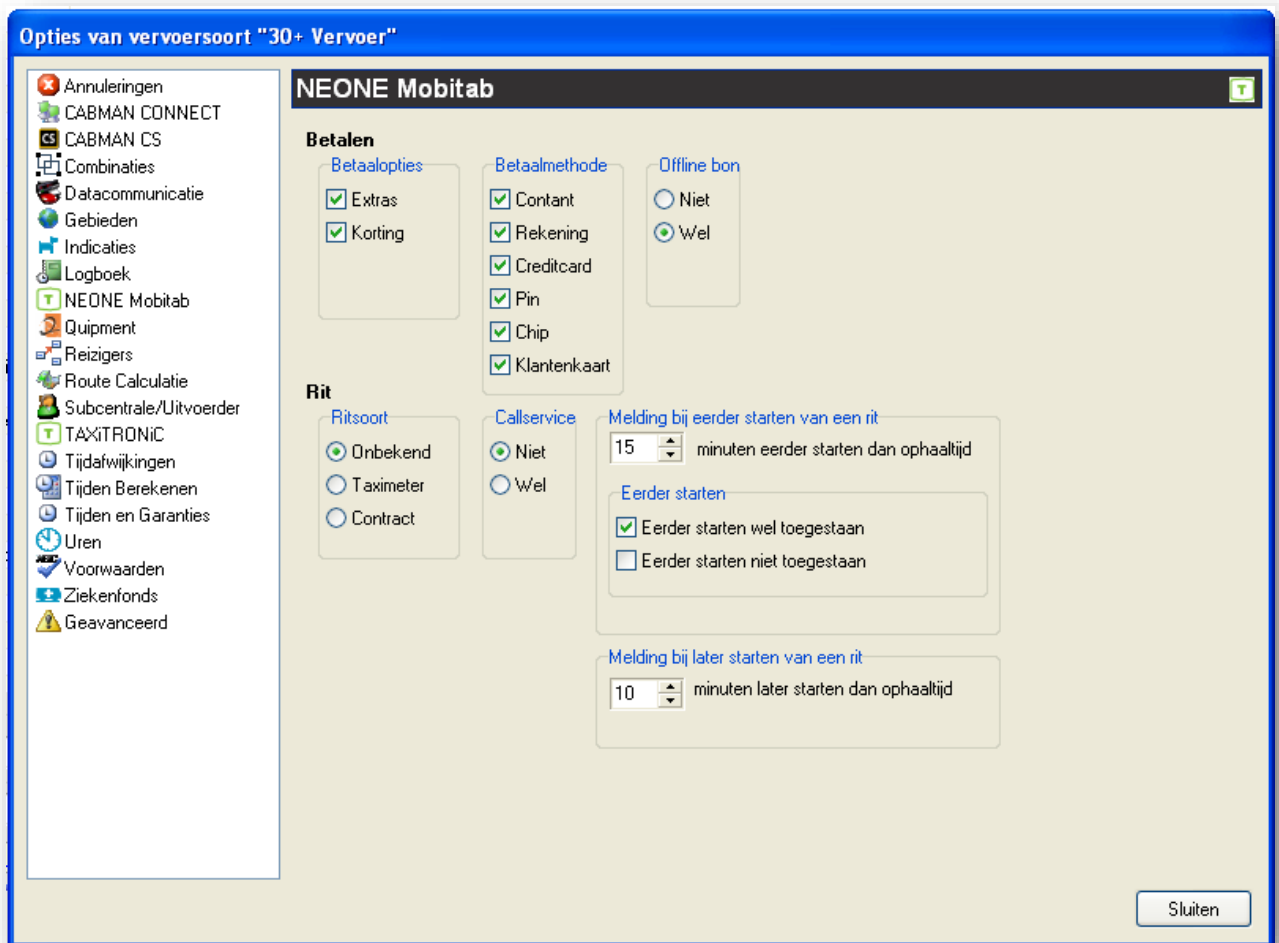 Opties van vervoersoort "30+ Vervoer"
Annuleringen
CABMAN CONNECT
CS CABMAN CS
Combinaties
Datacommunicatie
Gebieden
Indicaties
Logboek
T NEONE Mobitab
Quipment
Reizigers
Route Calculatie
Subcentrale/Uitvoerder
T TAXiTRONiC
Tijdafwijkingen
Tijden Berekenen
Tijden en Garanties
Uren
Voorwaarden
Ziekenfonds
Geavanceerd
NEONE Mobitab T
Betalen
Betaalopties
Extras
Korting
Betaalmethode
Contant
Rekening
Creditcard
Pin
Chip
Klantenkaart
Offline bon
Niet
Wel
Rit
Ritsoort
Onbekend
Taximeter
Contract
Callservice
Niet
Wel
Melding bij eerder starten van een rit
15 minuten eerder starten dan ophaaltijd
Eerder starten
Eerder starten wel toegestaan
Eerder starten niet toegestaan
Melding bij later starten van een rit
10 minuten later starten dan ophaaltijd
Sluiten